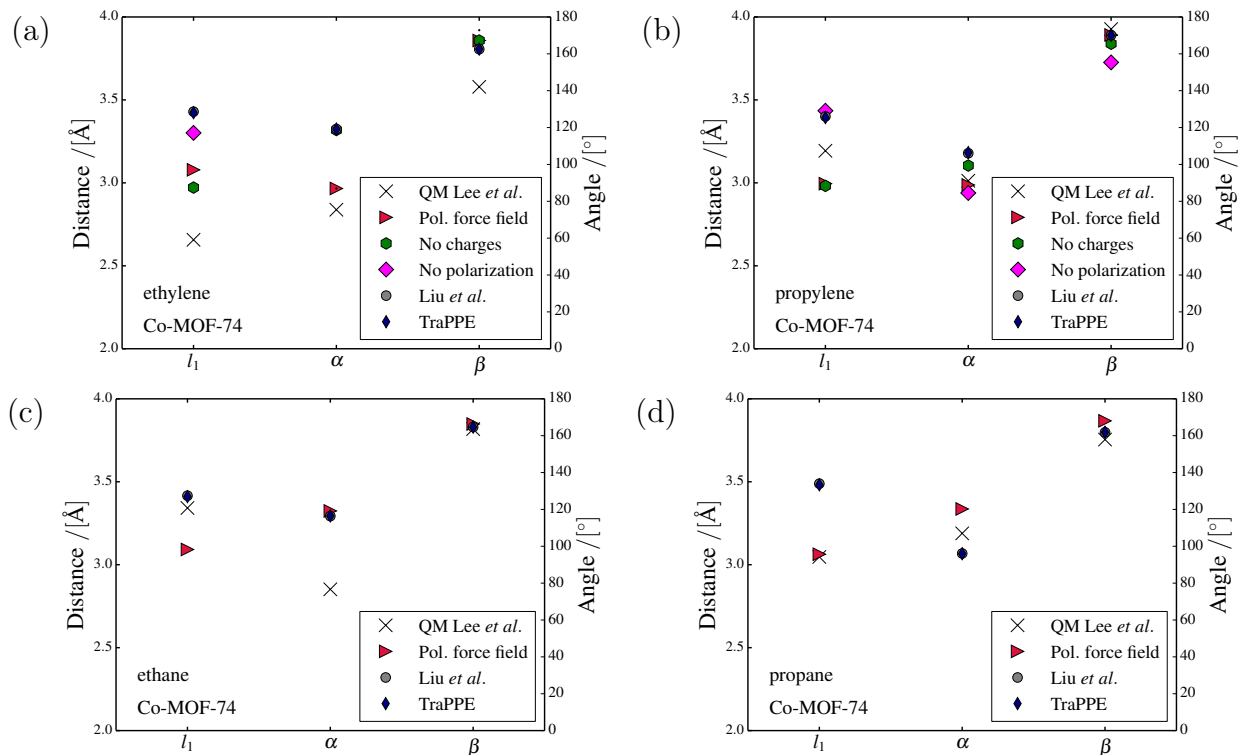 (a)
4.0
3.5
3.0
2.5
2.0
Distance /[Å]
180
160
140
120
100
80
60
40
20
0
Angle /[°]
l₁
α
β
ethylene
Co-MOF-74
QM Lee et al.
Pol. force field
No charges
No polarization
Liu et al.
TraPPE
(b)
4.0
3.5
3.0
2.5
2.0
Distance /[Å]
180
160
140
120
100
80
60
40
20
0
Angle /[°]
l₁
α
β
propylene
Co-MOF-74
QM Lee et al.
Pol. force field
No charges
No polarization
Liu et al.
TraPPE
(c)
4.0
3.5
3.0
2.5
2.0
Distance /[Å]
180
160
140
120
100
80
60
40
20
0
Angle /[°]
l₁
α
β
ethane
Co-MOF-74
QM Lee et al.
Pol. force field
Liu et al.
TraPPE
(d)
4.0
3.5
3.0
2.5
2.0
Distance /[Å]
180
160
140
120
100
80
60
40
20
0
Angle /[°]
l₁
α
β
propane
Co-MOF-74
QM Lee et al.
Pol. force field
Liu et al.
TraPPE